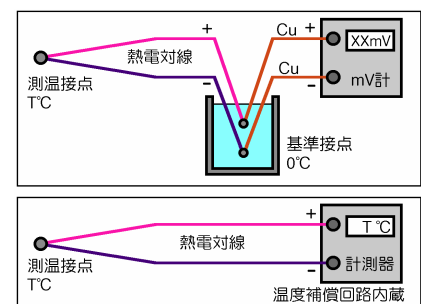 + Cu + XXmV
熱電対線
測温接点
T℃
- Cu - mV計
基準接点
0℃
+ T℃
熱電対線
測温接点
T℃
- 計測器
温度補償回路内蔵